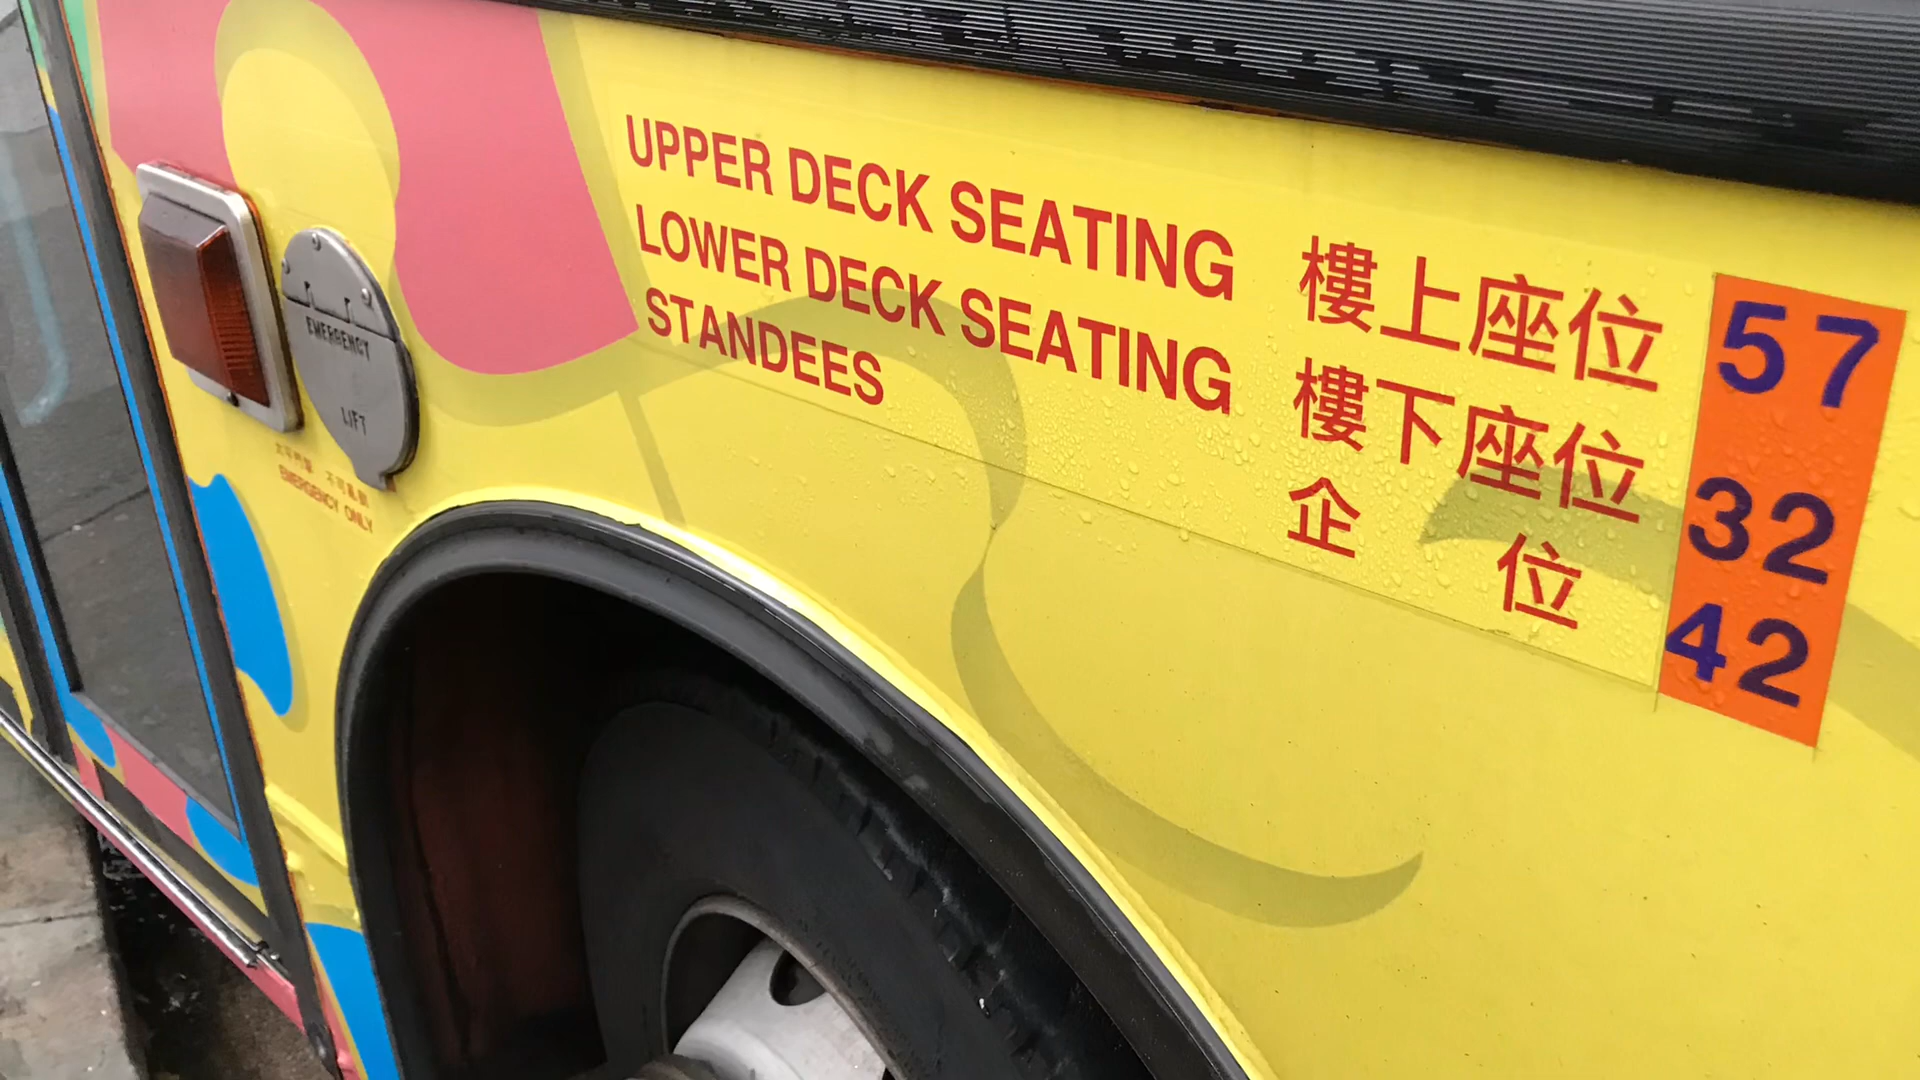 UPPER DECK SEATING 樓上座位 57
LOWER DECK SEATING 樓下座位 32
STANDEES 企位 42
EMERGENCY
LIFT
EMERGENCY ONLY